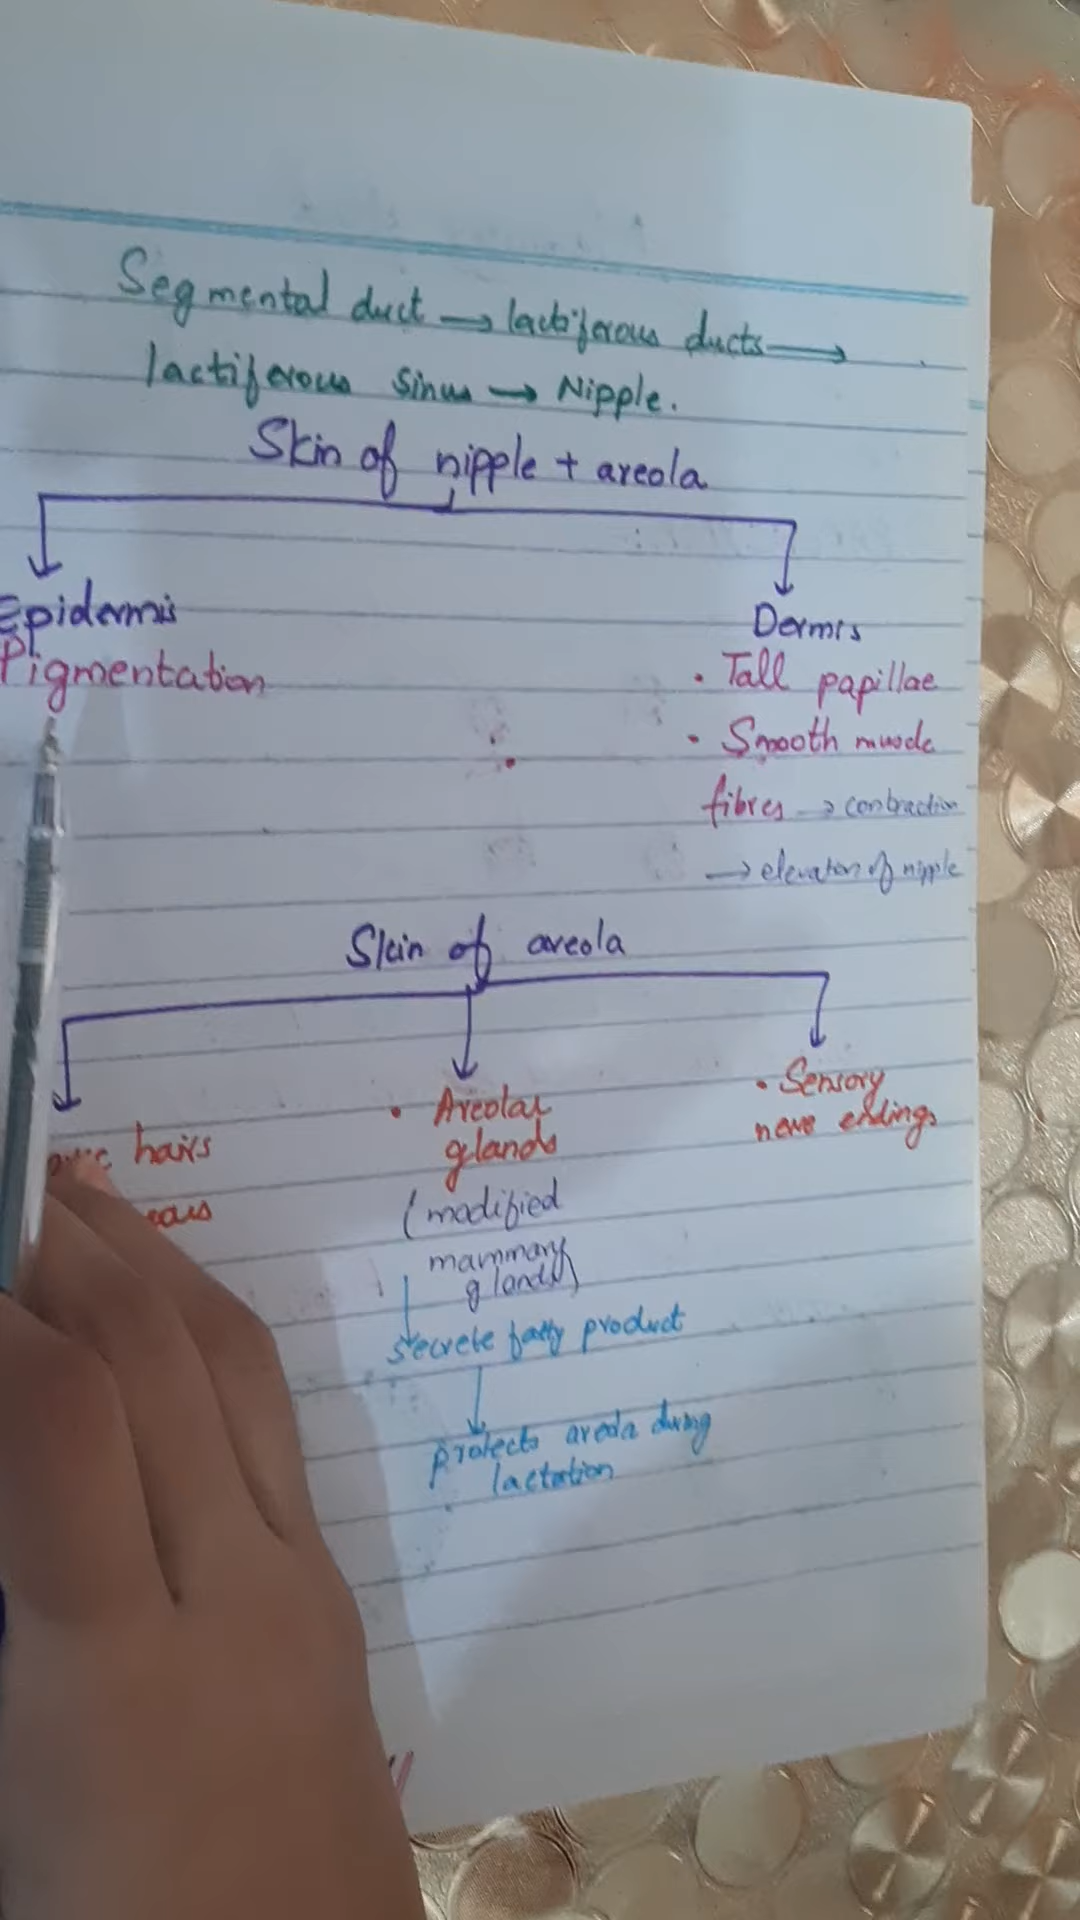 Segmental duct → lactiferous ducts →
lactiferous sinus → Nipple.
Skin of nipple + areola
Epidermis
Pigmentation
Dermis
• Tall papillae
• Smooth muscle
fibres → contraction
→ elevation of nipple
Skin of areola
hairs
• Areolar
glands
(modified
mammary
glands)
secrete fatty product
protects areola during
lactation
• Sensory
nerve endings